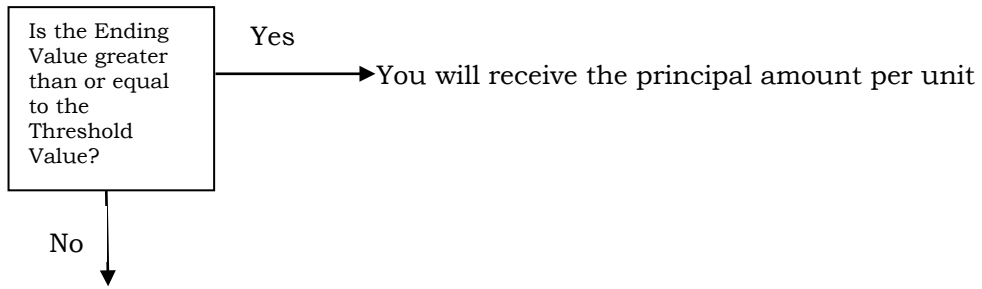 Is the Ending
Value greater
than or equal
to the
Threshold
Value?
Yes
You will receive the principal amount per unit
No